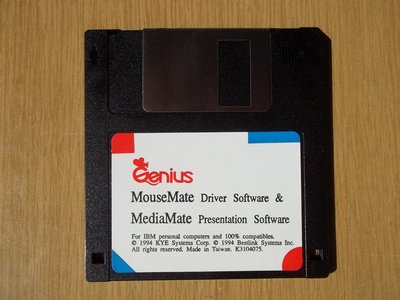 Genius
MouseMate Driver Software &
MediaMate Presentation Software
For IBM personal computers and 100% compatibles.
© 1994 KYE Systems Corp. © 1994 Bestlink Systems Inc.
All rights reserved. Made in Taiwan. K3104075.